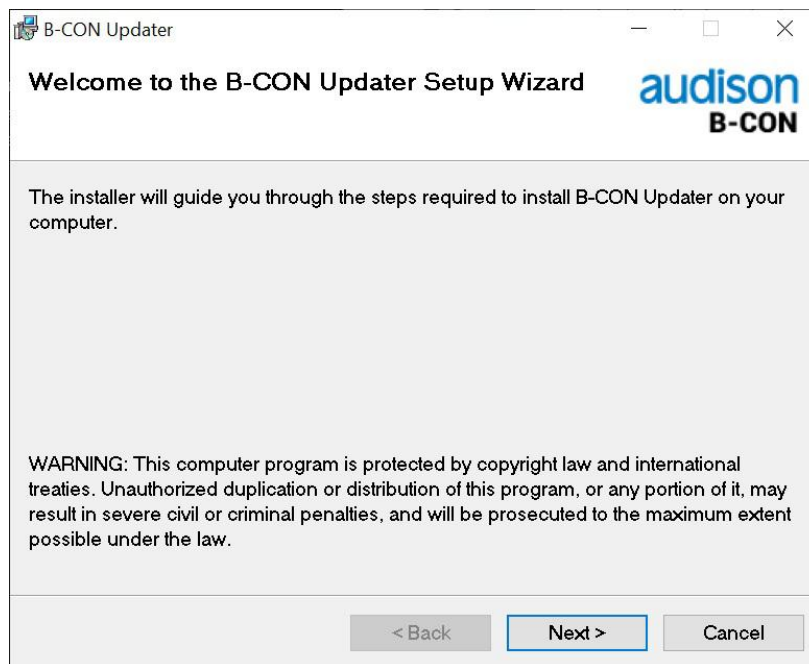 B-CON Updater
Welcome to the B-CON Updater Setup Wizard
audison
B-CON
The installer will guide you through the steps required to install B-CON Updater on your
computer.
WARNING: This computer program is protected by copyright law and international
treaties. Unauthorized duplication or distribution of this program, or any portion of it, may
result in severe civil or criminal penalties, and will be prosecuted to the maximum extent
possible under the law.
< Back Next > Cancel